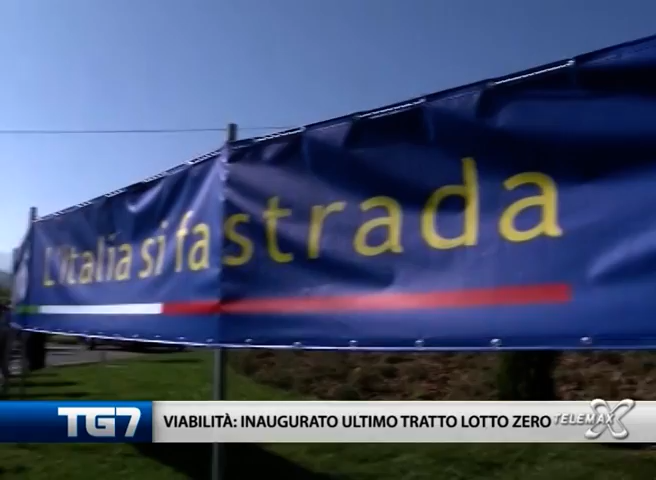 L'Italia si fa strada
TG7
VIABILITÀ: INAUGURATO ULTIMO TRATTO LOTTO ZERO
TELEMAX